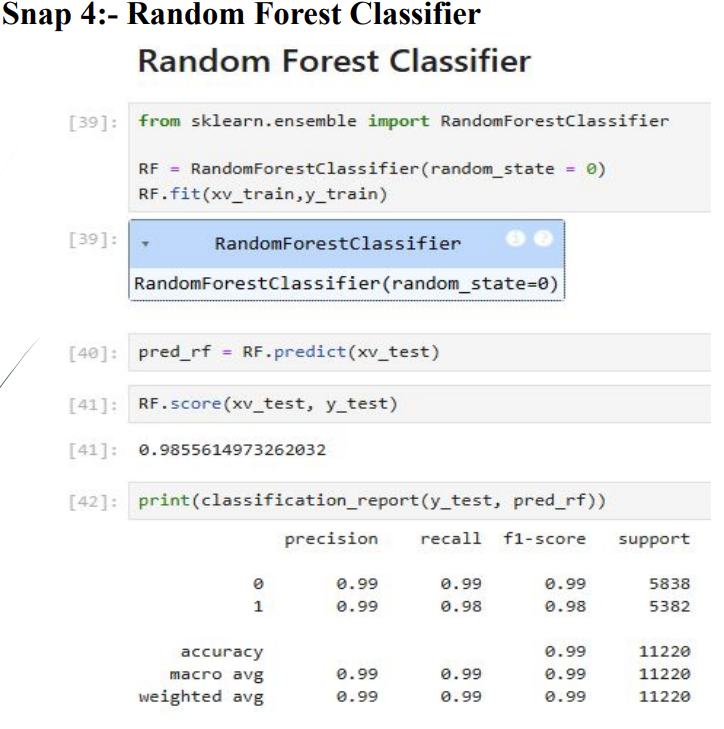 Snap 4:- Random Forest Classifier
Random Forest Classifier
[39]: from sklearn.ensemble import RandomForestClassifier
RF = RandomForestClassifier(random_state = 0)
RF.fit(xv_train,y_train)
[39]: ▾ RandomForestClassifier i ?
RandomForestClassifier(random_state=0)
[40]: pred_rf = RF.predict(xv_test)
[41]: RF.score(xv_test, y_test)
[41]: 0.9855614973262032
[42]: print(classification_report(y_test, pred_rf))
precision recall f1-score support
0 0.99 0.99 0.99 5838
1 0.99 0.98 0.98 5382
accuracy 0.99 11220
macro avg 0.99 0.99 0.99 11220
weighted avg 0.99 0.99 0.99 11220